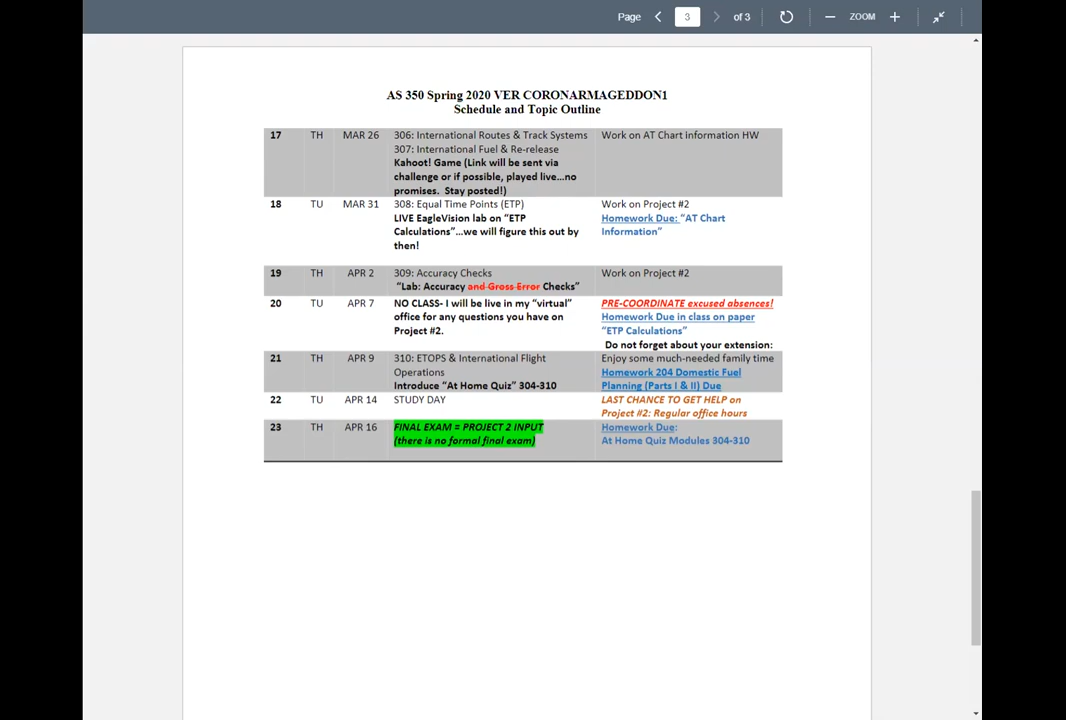 Page 3 of 3 ZOOM
AS 350 Spring 2020 VER CORONARMAGEDDON1
Schedule and Topic Outline
17 TH MAR 26 306: International Routes & Track Systems Work on AT Chart information HW
307: International Fuel & Re-release
Kahoot! Game (Link will be sent via
challenge or if possible, played live...no
promises. Stay posted!)
18 TU MAR 31 308: Equal Time Points (ETP) Work on Project #2
LIVE EagleVision lab on "ETP Homework Due: "AT Chart
Calculations"...we will figure this out by Information"
then!
19 TH APR 2 309: Accuracy Checks Work on Project #2
"Lab: Accuracy and Gross Error Checks"
20 TU APR 7 NO CLASS- I will be live in my "virtual" PRE-COORDINATE excused absences!
office for any questions you have on Homework Due in class on paper
Project #2. "ETP Calculations"
Do not forget about your extension:
21 TH APR 9 310: ETOPS & International Flight Enjoy some much-needed family time
Operations Homework 204 Domestic Fuel
Introduce "At Home Quiz" 304-310 Planning (Parts I & II) Due
22 TU APR 14 STUDY DAY LAST CHANCE TO GET HELP on
Project #2: Regular office hours
23 TH APR 16 FINAL EXAM = PROJECT 2 INPUT Homework Due:
(there is no formal final exam) At Home Quiz Modules 304-310